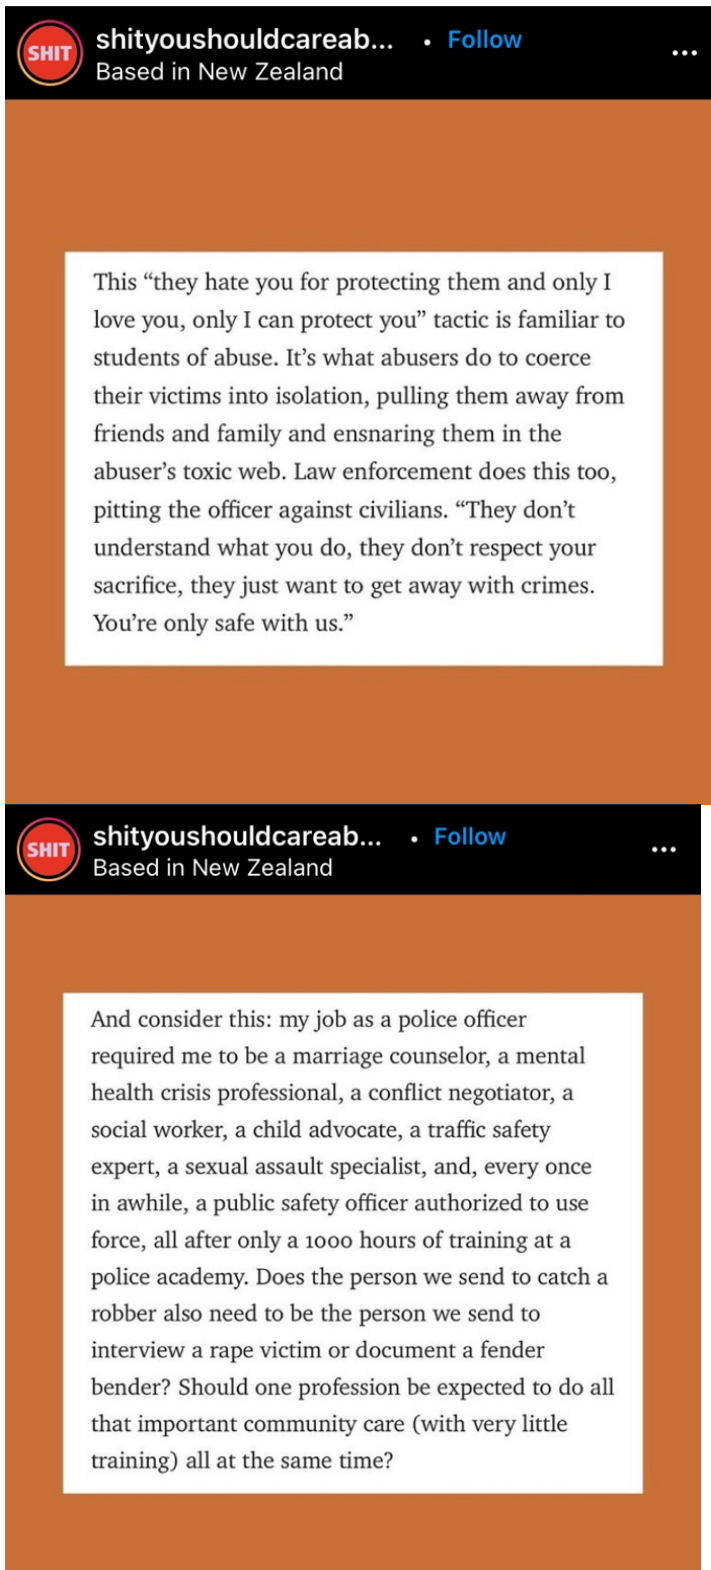 SHIT
shityoushouldcareab... • Follow
Based in New Zealand
This “they hate you for protecting them and only I
love you, only I can protect you” tactic is familiar to
students of abuse. It’s what abusers do to coerce
their victims into isolation, pulling them away from
friends and family and ensnaring them in the
abuser’s toxic web. Law enforcement does this too,
pitting the officer against civilians. “They don’t
understand what you do, they don’t respect your
sacrifice, they just want to get away with crimes.
You’re only safe with us.”
SHIT
shityoushouldcareab... • Follow
Based in New Zealand
And consider this: my job as a police officer
required me to be a marriage counselor, a mental
health crisis professional, a conflict negotiator, a
social worker, a child advocate, a traffic safety
expert, a sexual assault specialist, and, every once
in awhile, a public safety officer authorized to use
force, all after only a 1000 hours of training at a
police academy. Does the person we send to catch a
robber also need to be the person we send to
interview a rape victim or document a fender
bender? Should one profession be expected to do all
that important community care (with very little
training) all at the same time?